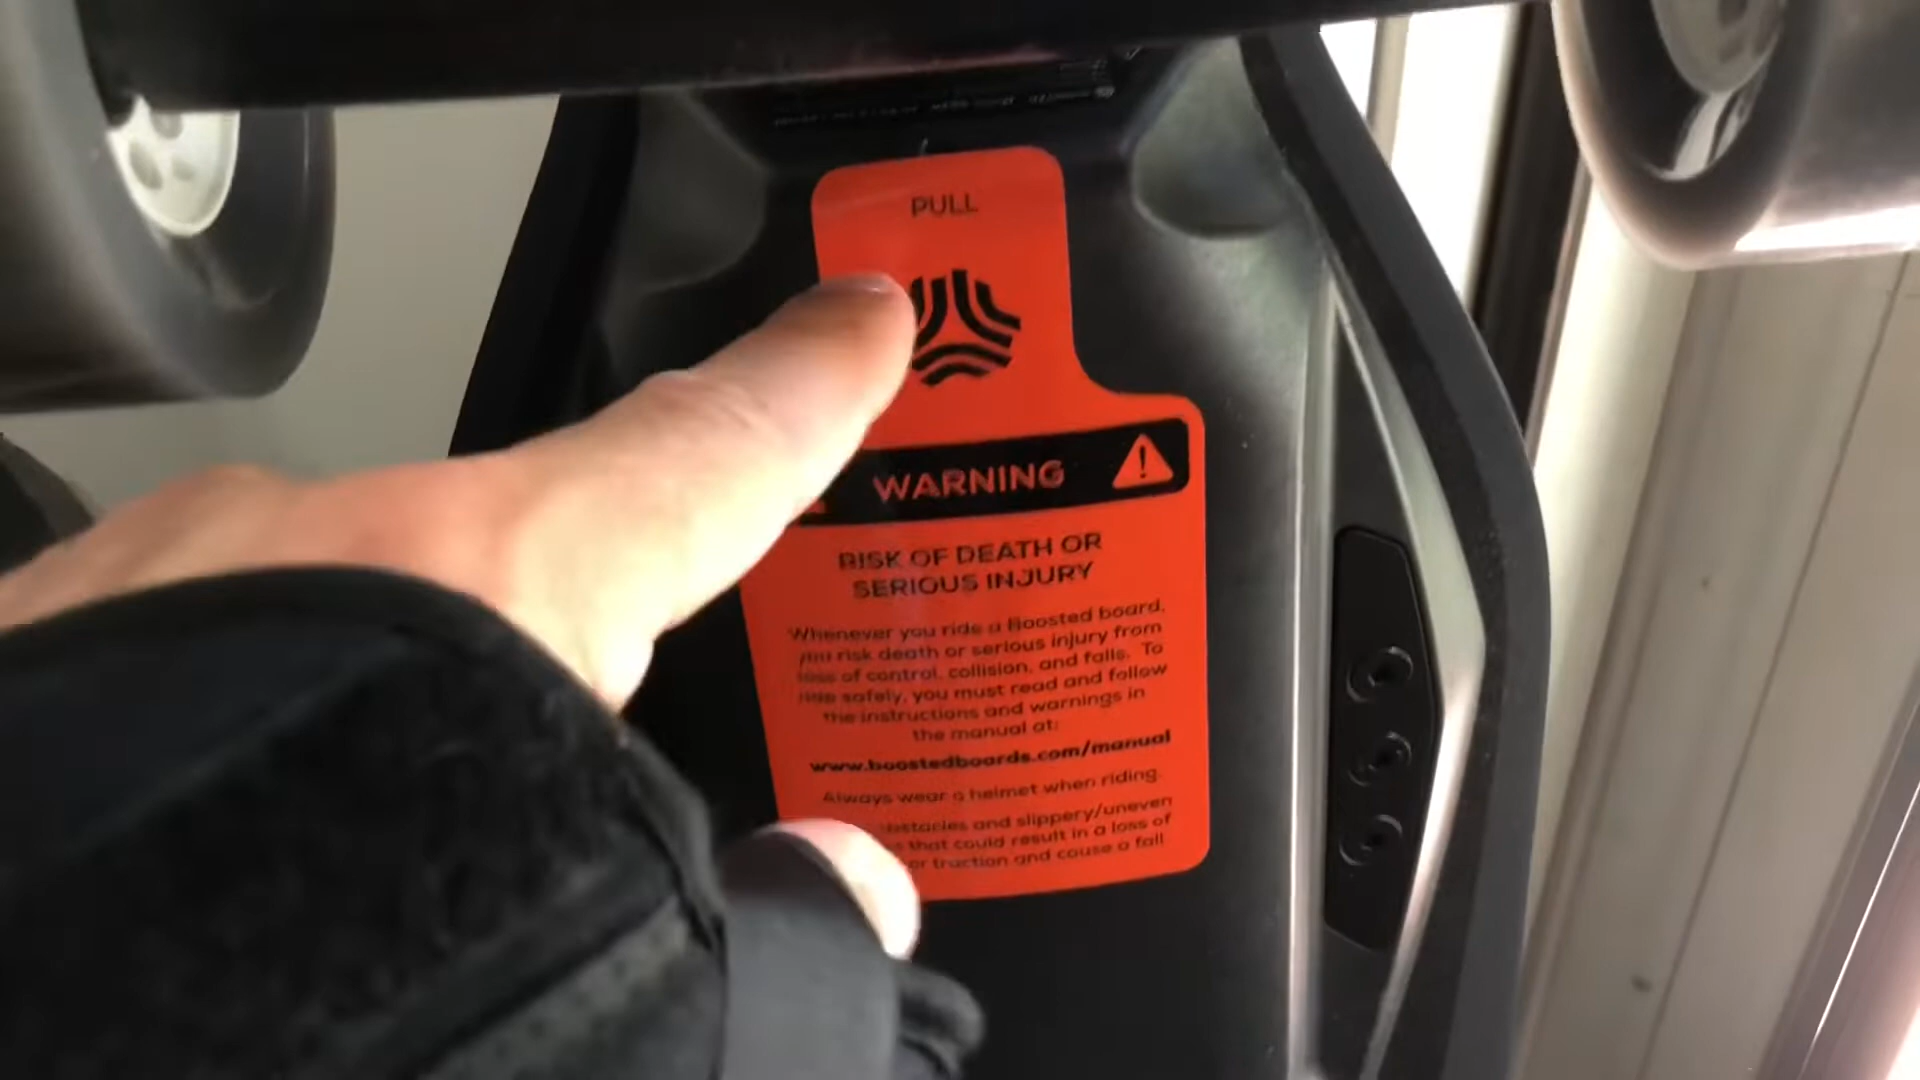 PULL
WARNING
RISK OF DEATH OR
SERIOUS INJURY
Whenever you ride a Boosted board,
you risk death or serious injury from
loss of control, collision, and falls. To
ride safely, you must read and follow
the instructions and warnings in
the manual at:
www.boostedboards.com/manual
Always wear a helmet when riding.
obstacles and slippery/uneven
that could result in a loss of
or traction and cause a fall